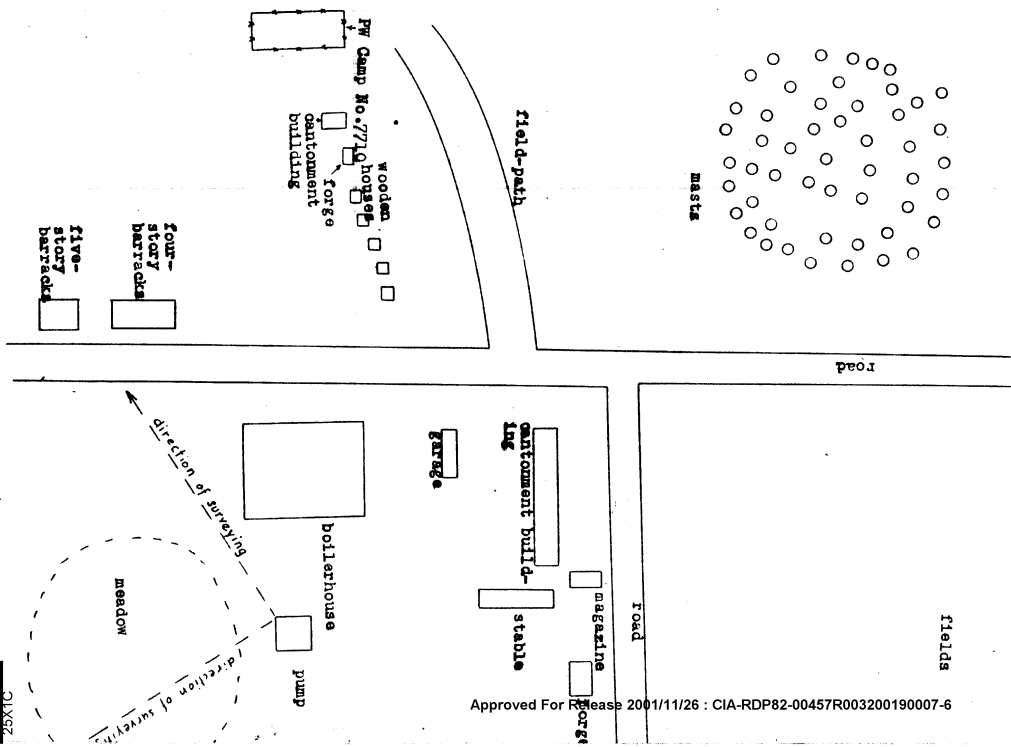 PW Camp No. 7710
cantonment
building
forge
wooden
houses
field-path
masts
four-
story
barracks
five-
story
barracks
road
direction of surveying
boilerhouse
garage
cantonment build-
ing
meadow
magazine
road
stable
fields
pump
direction of surveying
forge
Approved For Release 2001/11/26 : CIA-RDP82-00457R003200190007-6
25X1C